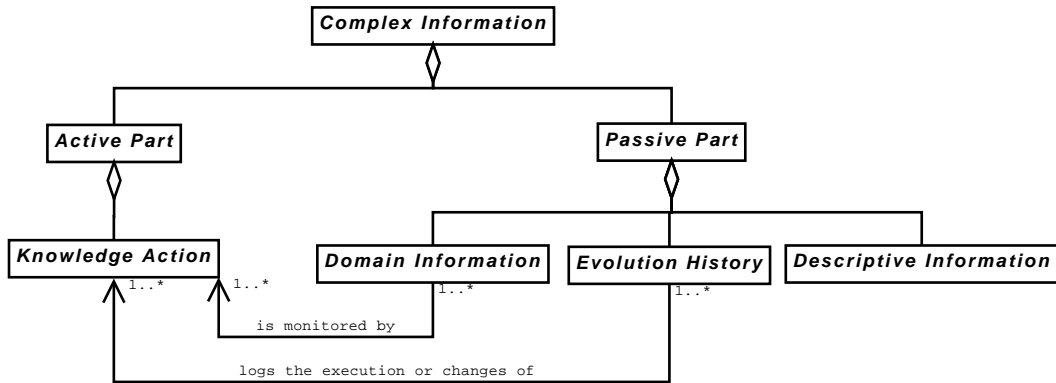 Complex Information
Active Part
Passive Part
Knowledge Action
Domain Information
Evolution History
Descriptive Information
1..*
1..*
1..*
1..*
is monitored by
logs the execution or changes of